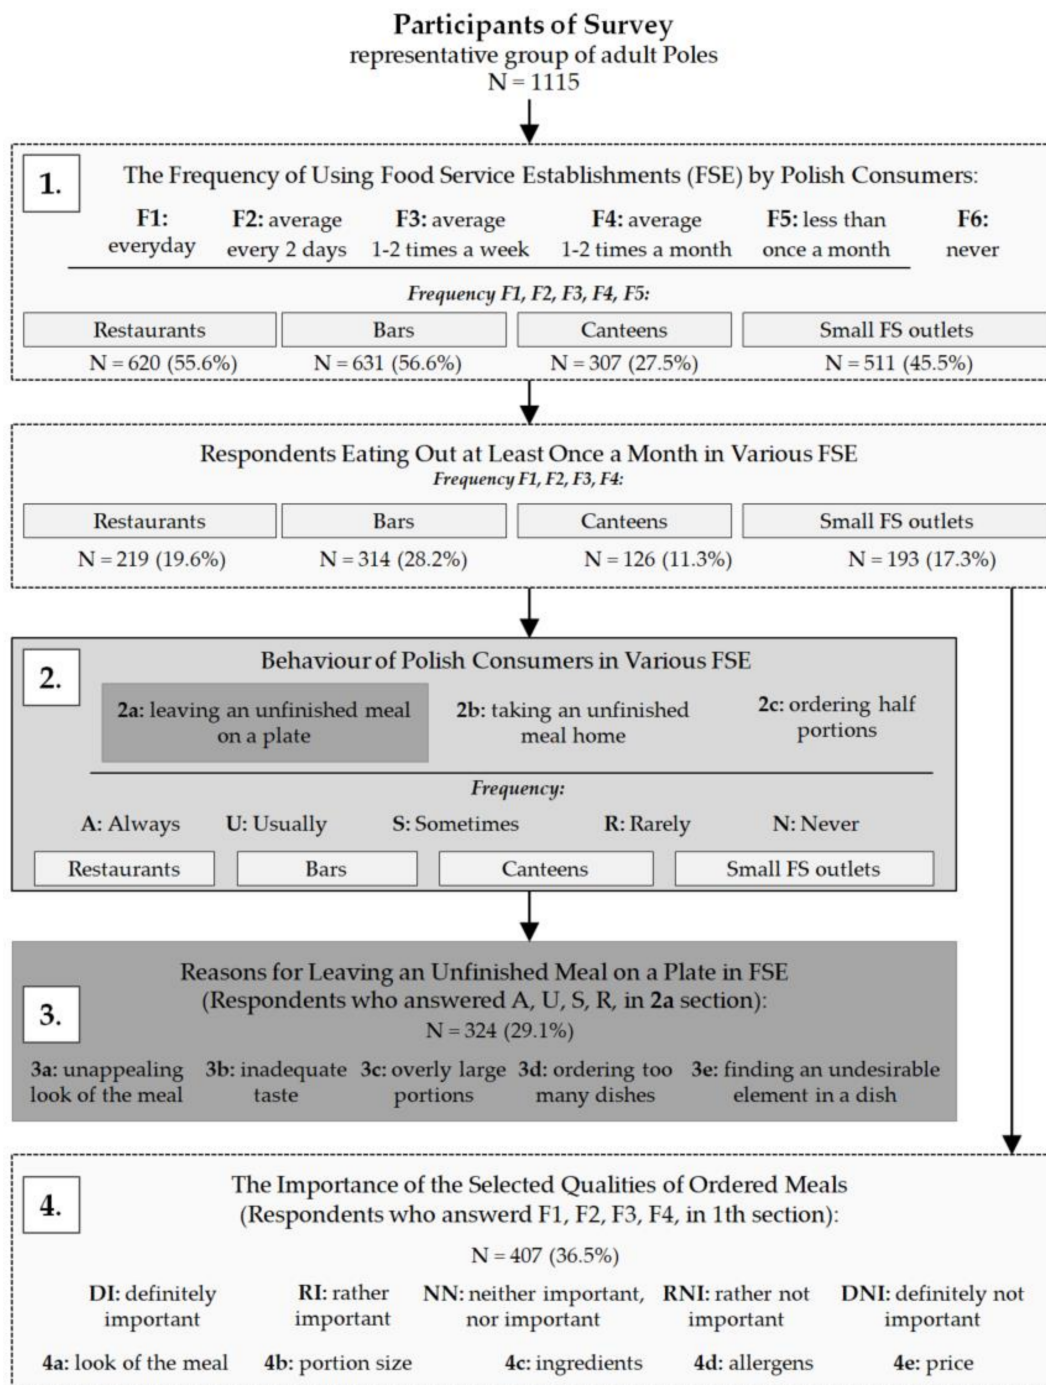 Participants of Survey
representative group of adult Poles
N = 1115
1.
The Frequency of Using Food Service Establishments (FSE) by Polish Consumers:
F1: everyday
F2: average every 2 days
F3: average 1-2 times a week
F4: average 1-2 times a month
F5: less than once a month
F6: never
Frequency F1, F2, F3, F4, F5:
Restaurants Bars Canteens Small FS outlets
N = 620 (55.6%) N = 631 (56.6%) N = 307 (27.5%) N = 511 (45.5%)
Respondents Eating Out at Least Once a Month in Various FSE
Frequency F1, F2, F3, F4:
Restaurants Bars Canteens Small FS outlets
N = 219 (19.6%) N = 314 (28.2%) N = 126 (11.3%) N = 193 (17.3%)
2.
Behaviour of Polish Consumers in Various FSE
2a: leaving an unfinished meal on a plate
2b: taking an unfinished meal home
2c: ordering half portions
Frequency:
A: Always U: Usually S: Sometimes R: Rarely N: Never
Restaurants Bars Canteens Small FS outlets
3.
Reasons for Leaving an Unfinished Meal on a Plate in FSE
(Respondents who answered A, U, S, R, in 2a section):
N = 324 (29.1%)
3a: unappealing look of the meal
3b: inadequate taste
3c: overly large portions
3d: ordering too many dishes
3e: finding an undesirable element in a dish
4.
The Importance of the Selected Qualities of Ordered Meals
(Respondents who answerd F1, F2, F3, F4, in 1th section):
N = 407 (36.5%)
DI: definitely important
RI: rather important
NN: neither important, nor important
RNI: rather not important
DNI: definitely not important
4a: look of the meal 4b: portion size 4c: ingredients 4d: allergens 4e: price